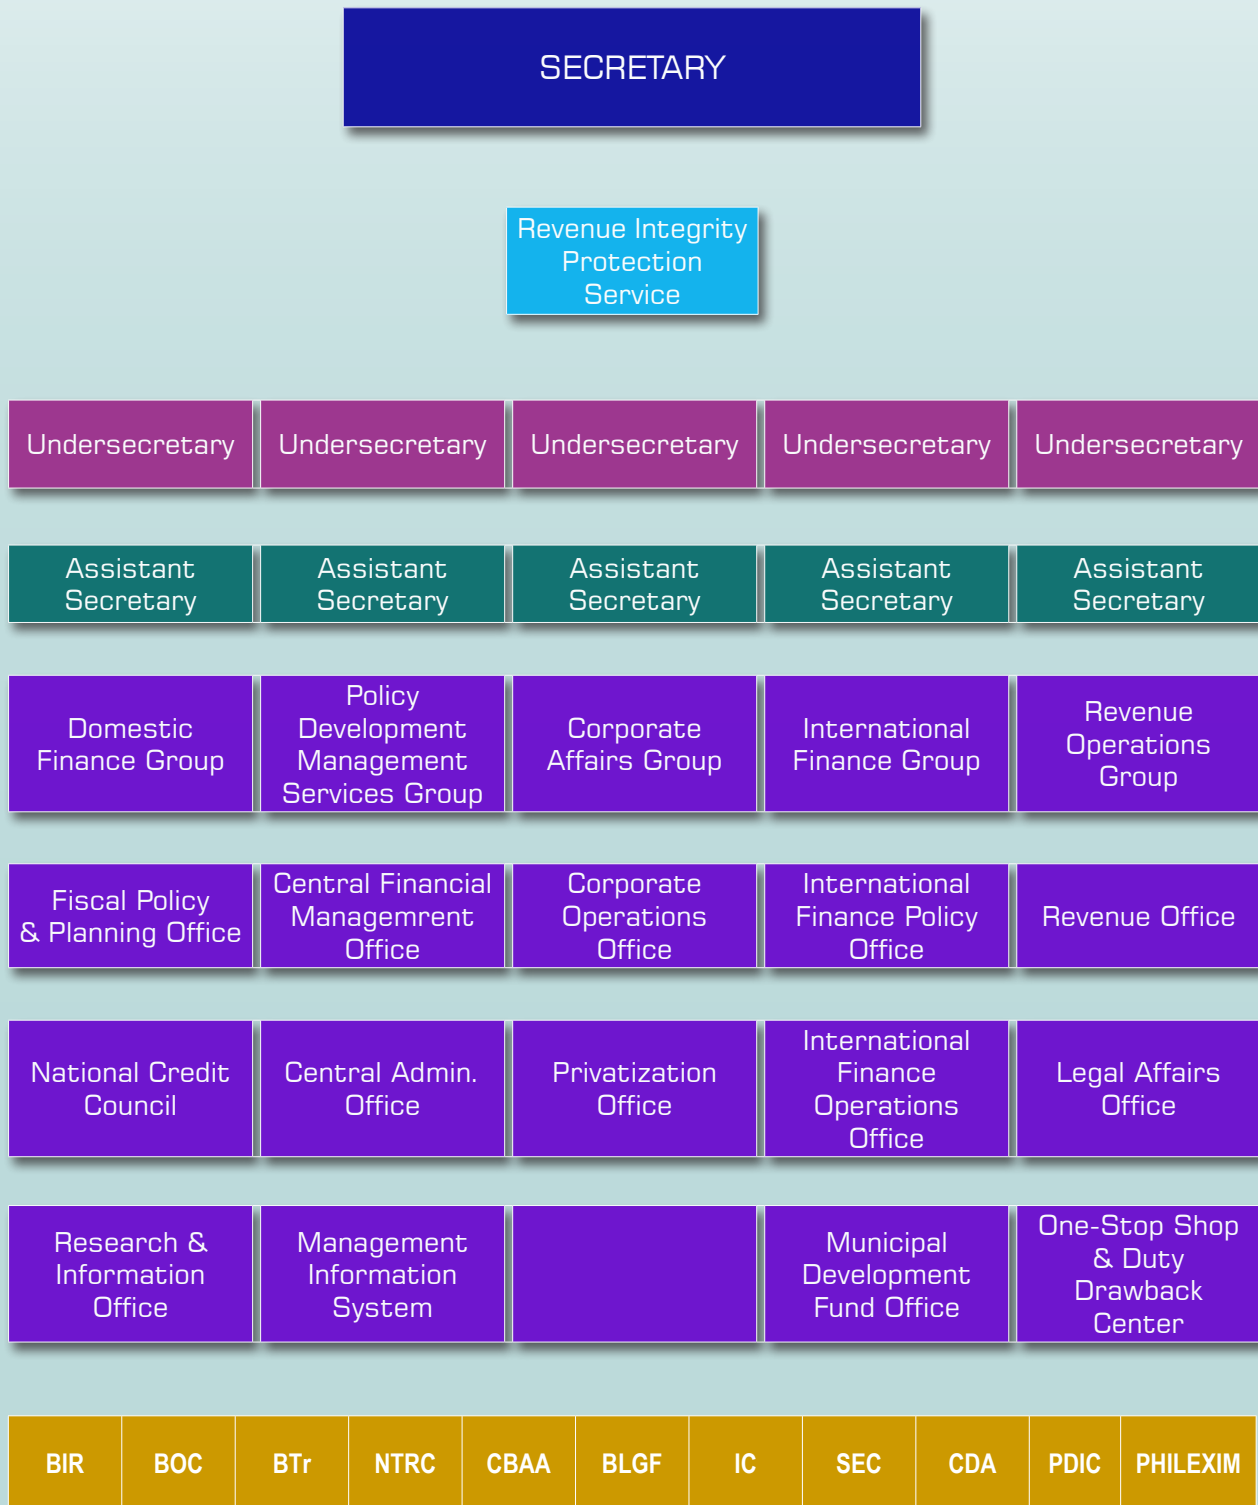 SECRETARY
Revenue Integrity
Protection
Service
Undersecretary
Undersecretary
Undersecretary
Undersecretary
Undersecretary
Assistant
Secretary
Assistant
Secretary
Assistant
Secretary
Assistant
Secretary
Assistant
Secretary
Domestic
Finance Group
Policy
Development
Management
Services Group
Corporate
Affairs Group
International
Finance Group
Revenue
Operations
Group
Fiscal Policy
& Planning Office
Central Financial
Managemrent
Office
Corporate
Operations
Office
International
Finance Policy
Office
Revenue Office
National Credit
Council
Central Admin.
Office
Privatization
Office
International
Finance
Operations
Office
Legal Affairs
Office
Research &
Information
Office
Management
Information
System
Municipal
Development
Fund Office
One-Stop Shop
& Duty
Drawback
Center
BIR
BOC
BTr
NTRC
CBAA
BLGF
IC
SEC
CDA
PDIC
PHILEXIM